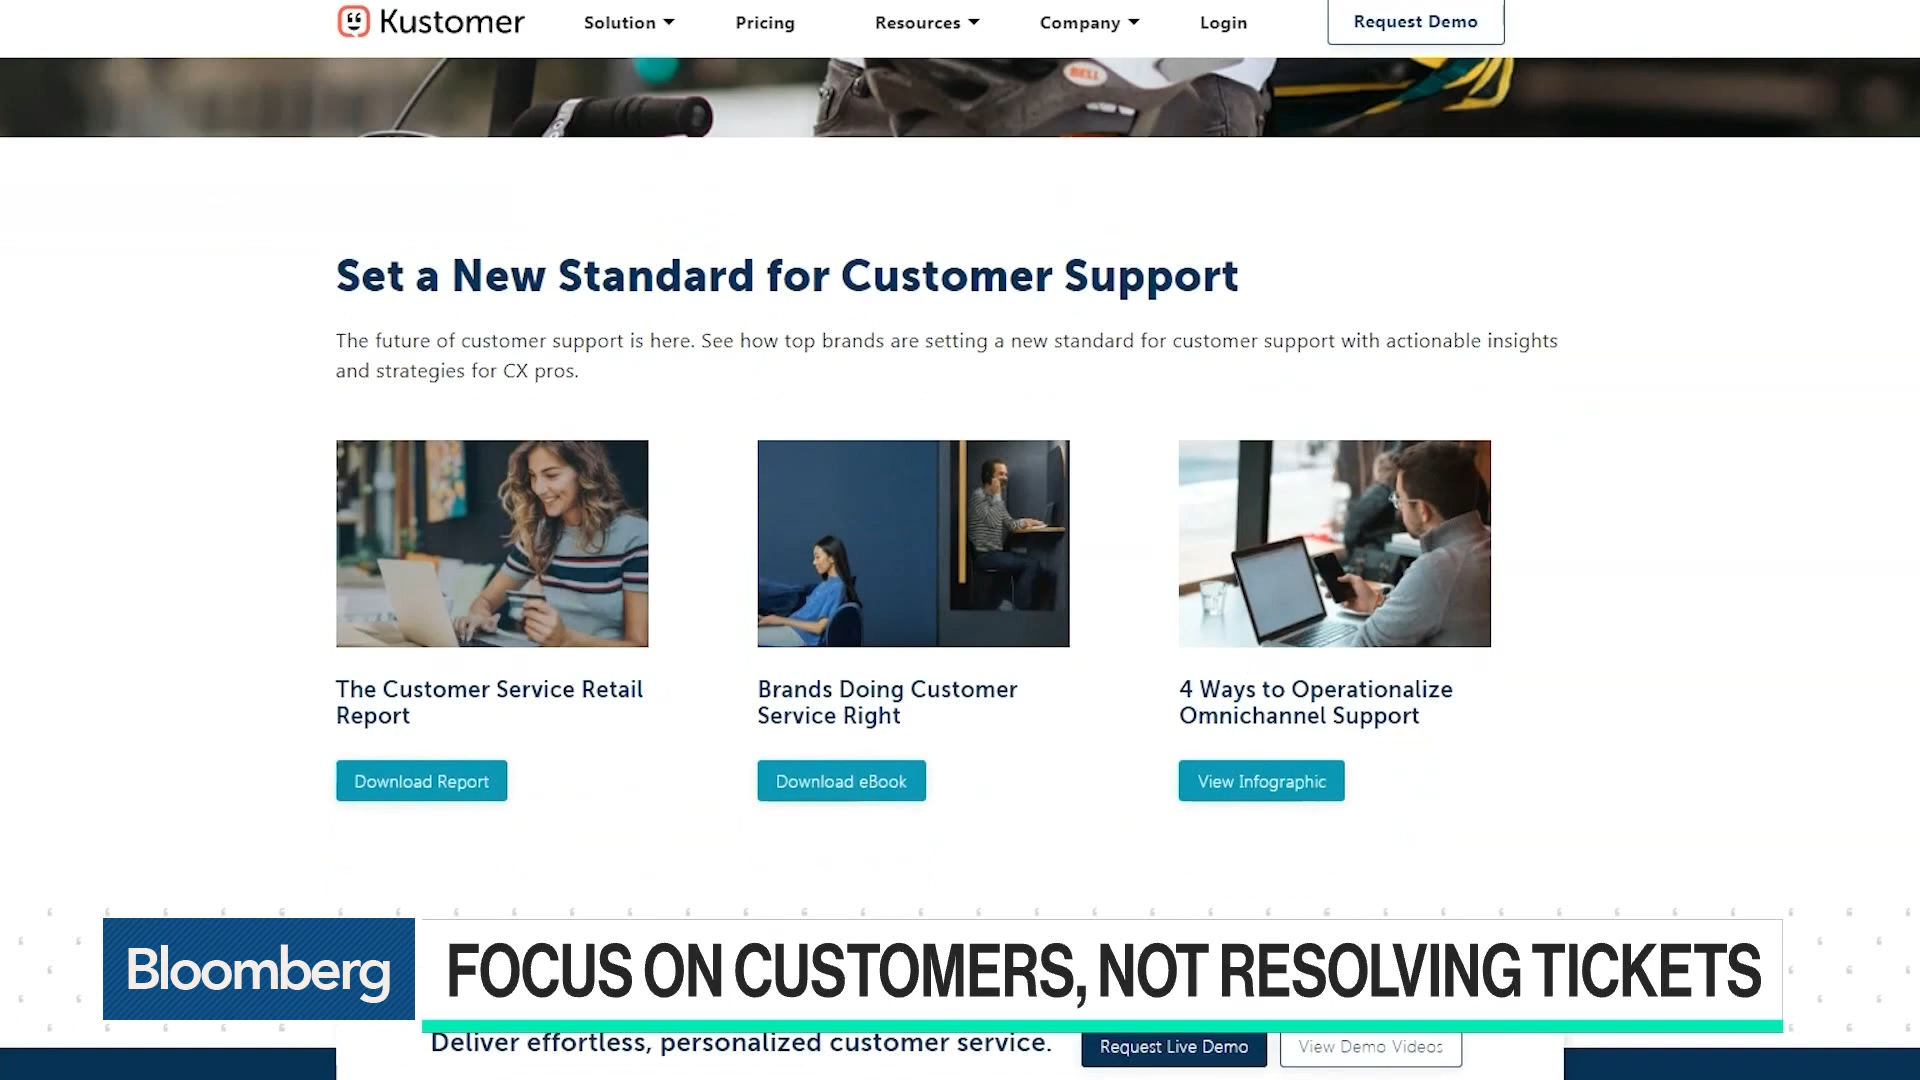 Kustomer
Solution
Pricing
Resources
Company
Login
Request Demo
BELL
Set a New Standard for Customer Support
The future of customer support is here. See how top brands are setting a new standard for customer support with actionable insights
and strategies for CX pros.
The Customer Service Retail
Report
Download Report
Brands Doing Customer
Service Right
Download eBook
4 Ways to Operationalize
Omnichannel Support
View Infographic
Bloomberg
FOCUS ON CUSTOMERS, NOT RESOLVING TICKETS
Deliver effortless, personalized customer service.
Request Live Demo
View Demo Videos